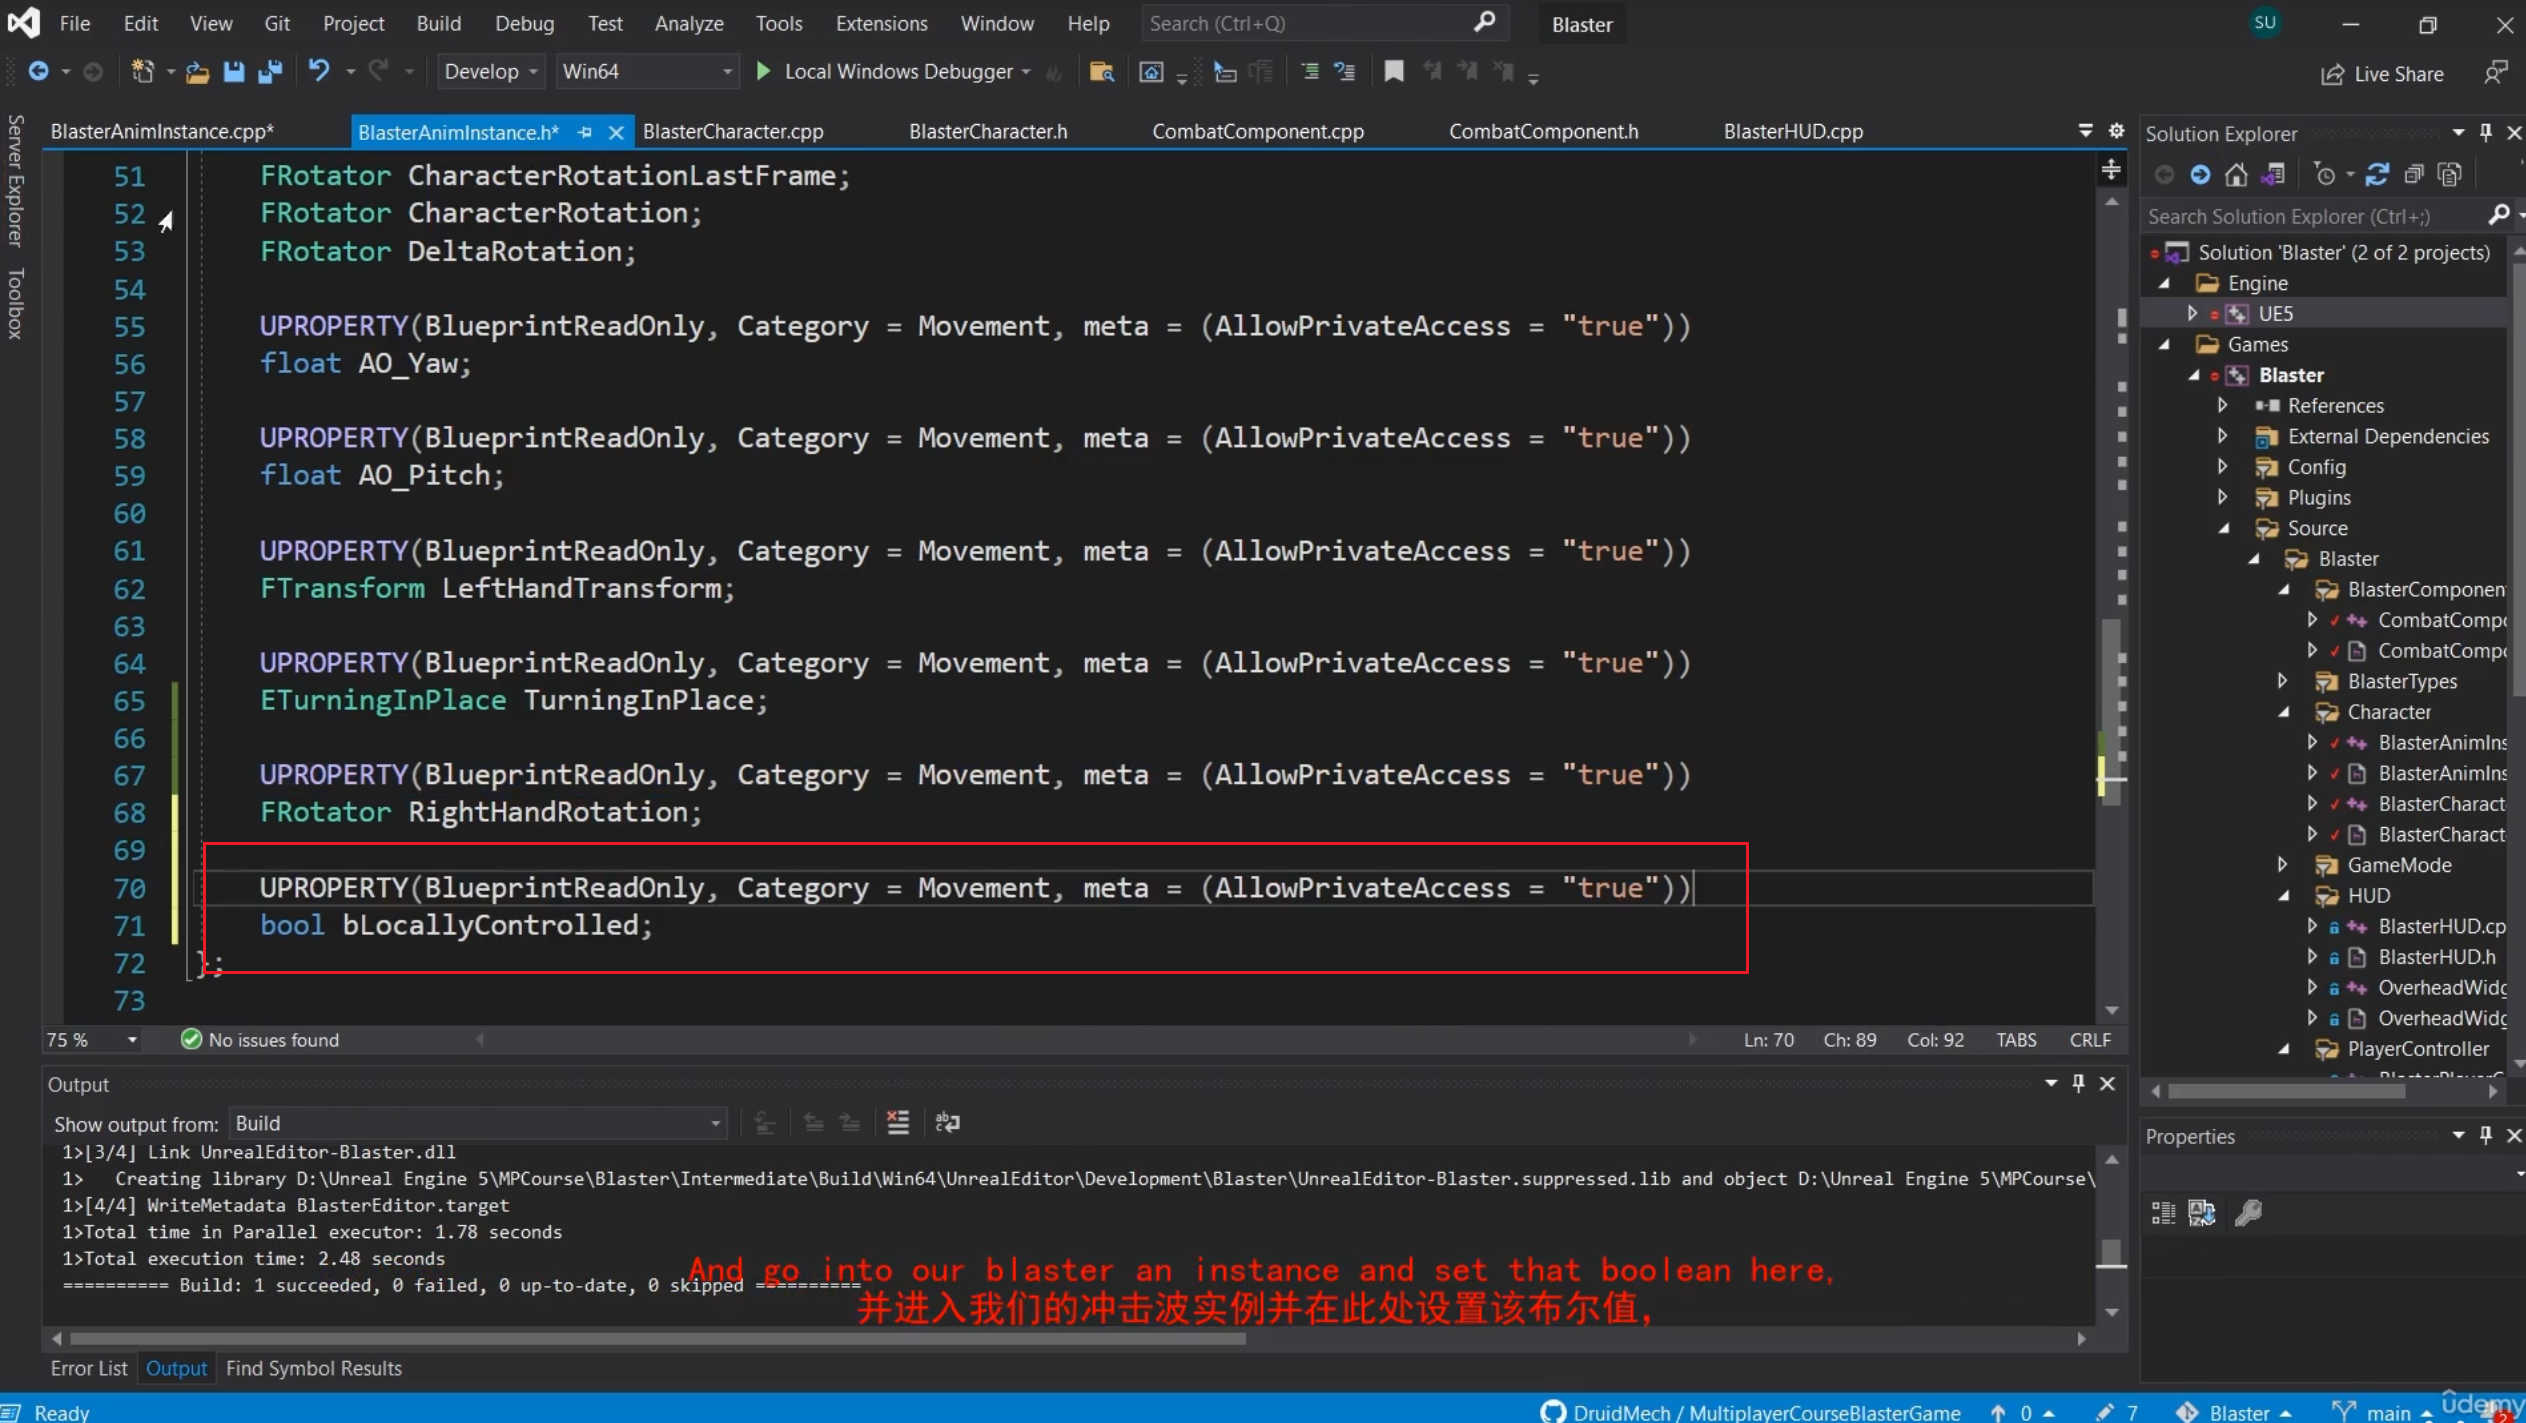 File Edit View Git Project Build Debug Test Analyze Tools Extensions Window Help Search (Ctrl+Q) Blaster SU
Develop Win64 Local Windows Debugger Live Share
Server Explorer
Toolbox
BlasterAnimInstance.cpp* BlasterAnimInstance.h* BlasterCharacter.cpp BlasterCharacter.h CombatComponent.cpp CombatComponent.h BlasterHUD.cpp
51 FRotator CharacterRotationLastFrame;
52 FRotator CharacterRotation;
53 FRotator DeltaRotation;
54
55 UPROPERTY(BlueprintReadOnly, Category = Movement, meta = (AllowPrivateAccess = "true"))
56 float AO_Yaw;
57
58 UPROPERTY(BlueprintReadOnly, Category = Movement, meta = (AllowPrivateAccess = "true"))
59 float AO_Pitch;
60
61 UPROPERTY(BlueprintReadOnly, Category = Movement, meta = (AllowPrivateAccess = "true"))
62 FTransform LeftHandTransform;
63
64 UPROPERTY(BlueprintReadOnly, Category = Movement, meta = (AllowPrivateAccess = "true"))
65 ETurningInPlace TurningInPlace;
66
67 UPROPERTY(BlueprintReadOnly, Category = Movement, meta = (AllowPrivateAccess = "true"))
68 FRotator RightHandRotation;
69
70 UPROPERTY(BlueprintReadOnly, Category = Movement, meta = (AllowPrivateAccess = "true"))
71 bool bLocallyControlled;
72 };
73
75 % No issues found Ln: 70 Ch: 89 Col: 92 TABS CRLF
Output
Show output from: Build
1>[3/4] Link UnrealEditor-Blaster.dll
1> Creating library D:\Unreal Engine 5\MPCourse\Blaster\Intermediate\Build\Win64\UnrealEditor\Development\Blaster\UnrealEditor-Blaster.suppressed.lib and object D:\Unreal Engine 5\MPCourse\
1>[4/4] WriteMetadata BlasterEditor.target
1>Total time in Parallel executor: 1.78 seconds
1>Total execution time: 2.48 seconds
========== Build: 1 succeeded, 0 failed, 0 up-to-date, 0 skipped ==========
And go into our blaster an instance and set that boolean here,
并进入我们的冲击波实例并在此处设置该布尔值，
Error List Output Find Symbol Results
Solution Explorer
Search Solution Explorer (Ctrl+;)
Solution 'Blaster' (2 of 2 projects)
Engine
UE5
Games
Blaster
References
External Dependencies
Config
Plugins
Source
Blaster
BlasterComponen
CombatCompo
CombatCompo
BlasterTypes
Character
BlasterAnimIns
BlasterAnimIns
BlasterCharact
BlasterCharact
GameMode
HUD
BlasterHUD.cp
BlasterHUD.h
OverheadWidg
OverheadWidg
PlayerController
Properties
Ready DruidMech / MultiplayerCourseBlasterGame 0 7 Blaster main 2
ûdemy